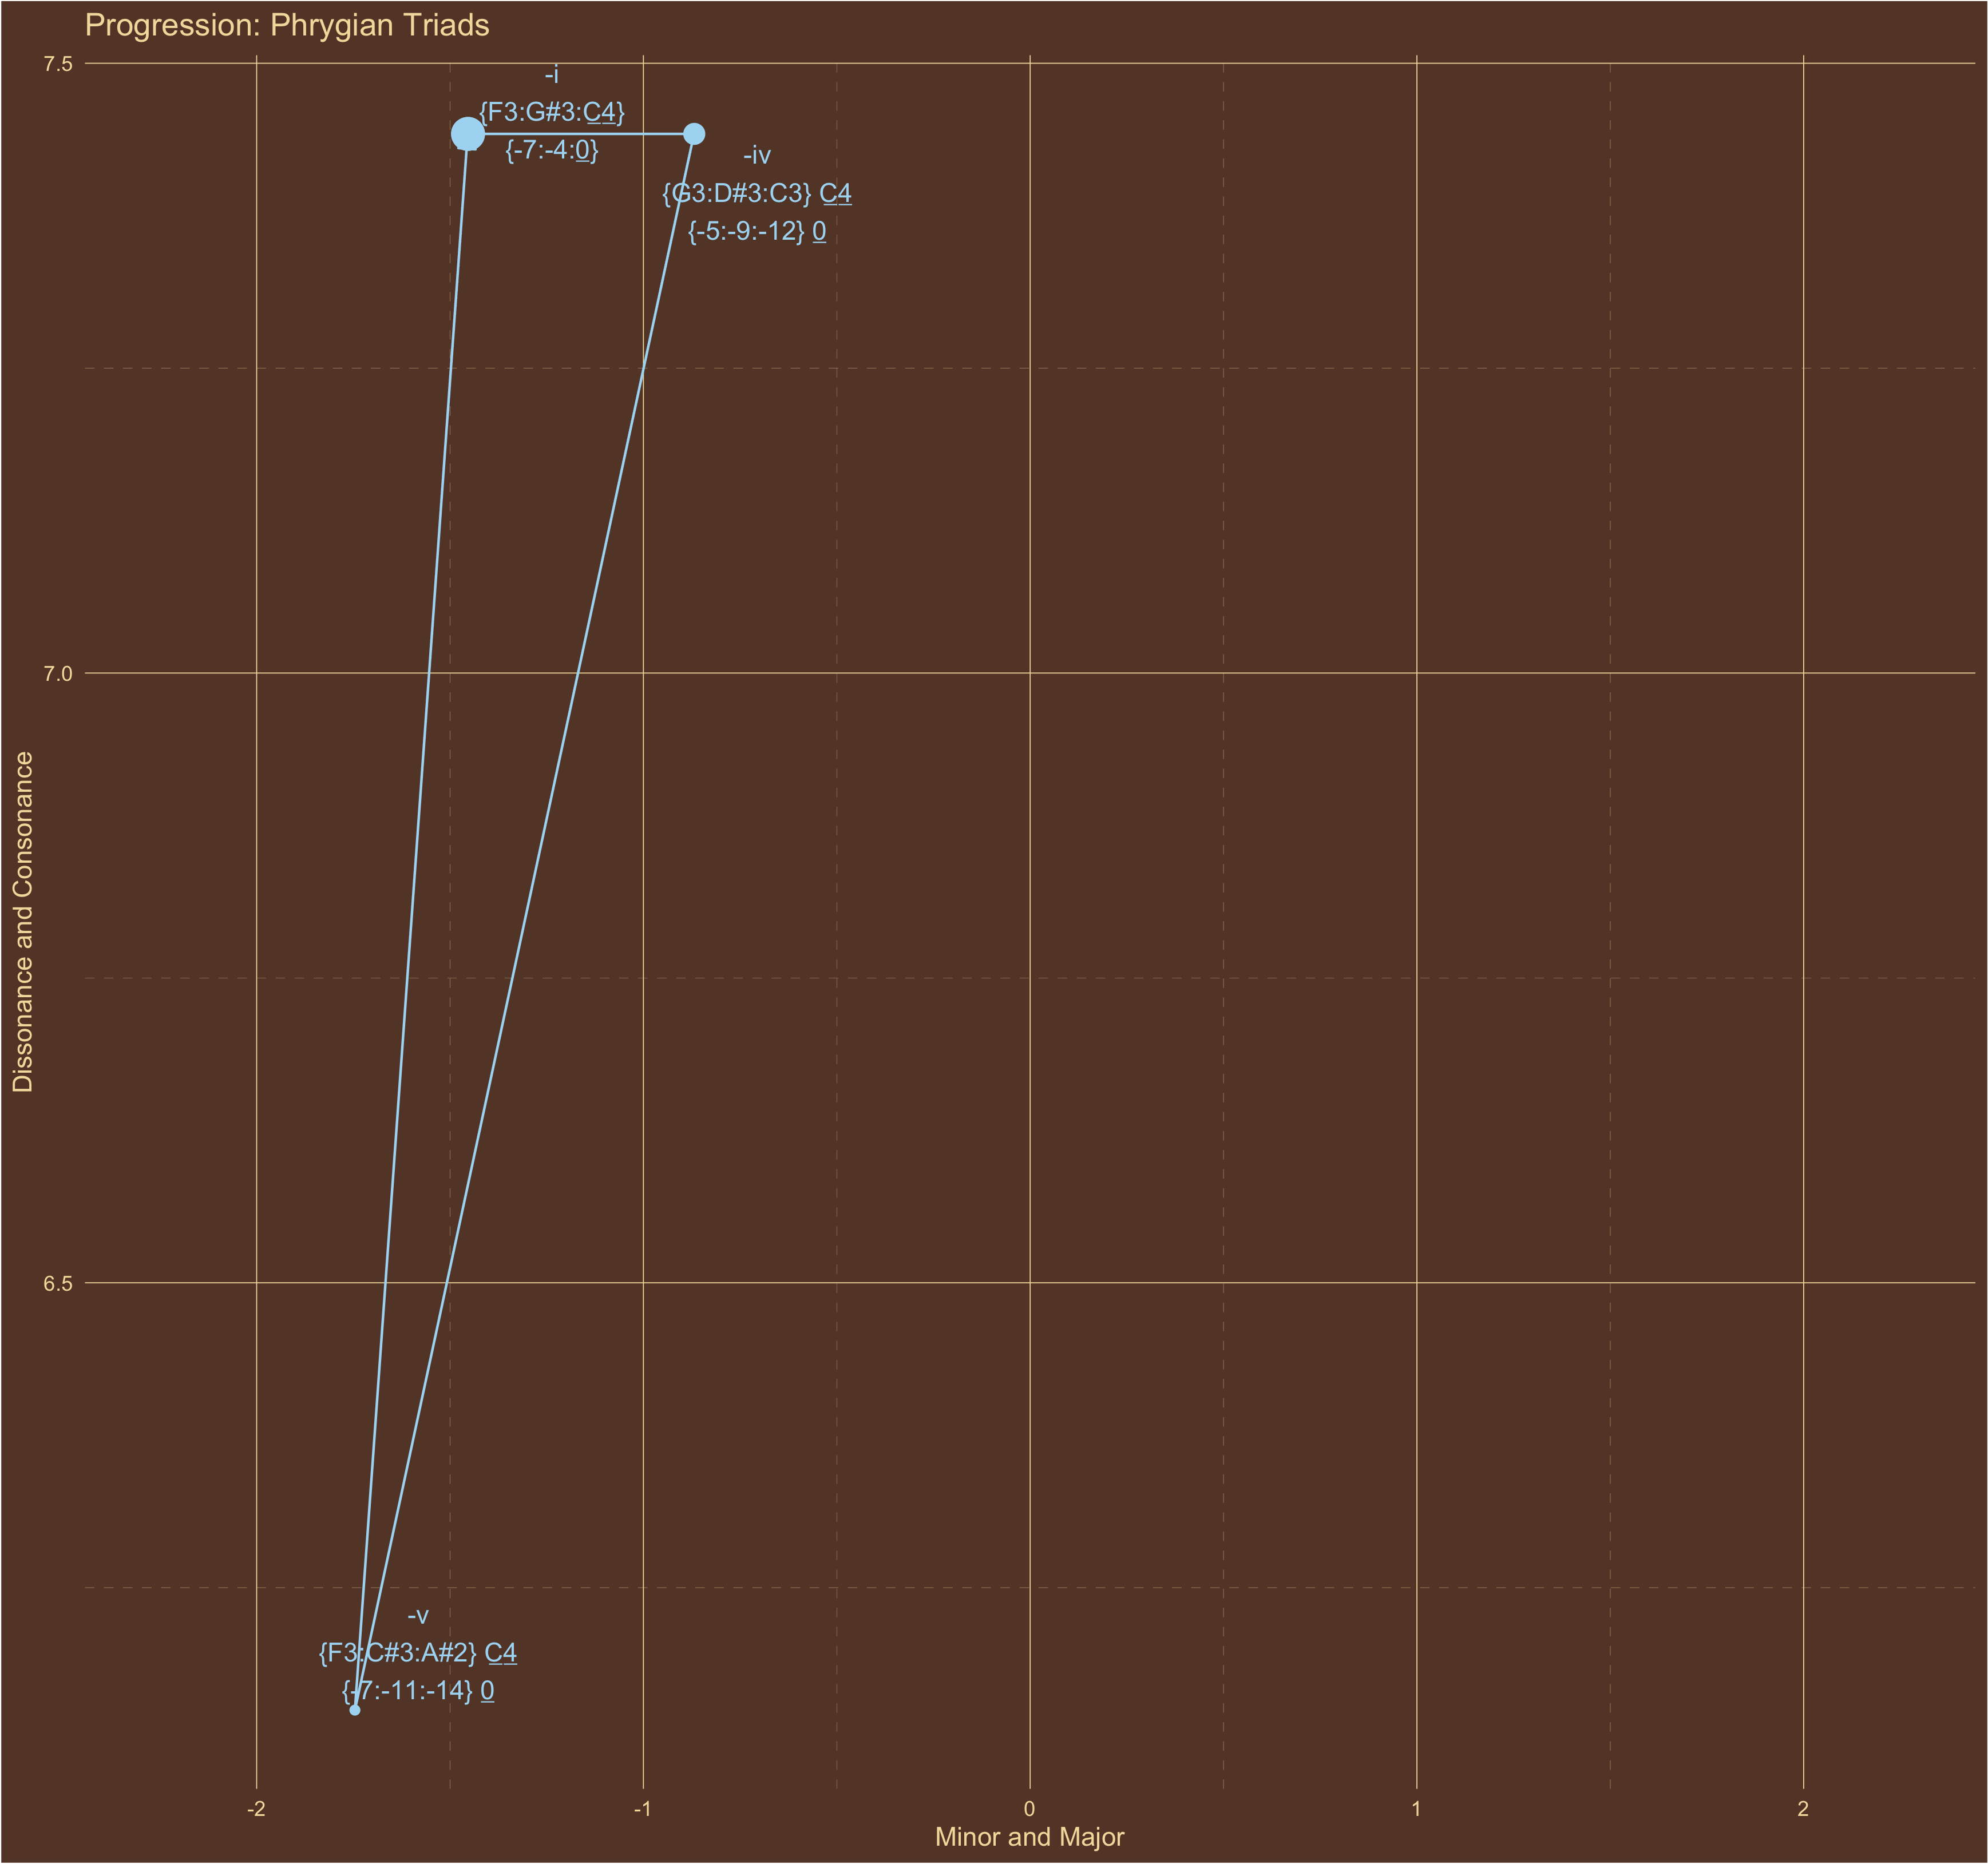 Progression: Phrygian Triads
7.5
-i
{F3:G#3:C4}
{-7:-4:0}
-iv
{G3:D#3:C3} C4
{-5:-9:-12} 0
7.0
Dissonance and Consonance
6.5
-v
{F3:C#3:A#2} C4
{-7:-11:-14} 0
-2 -1 0 1 2
Minor and Major